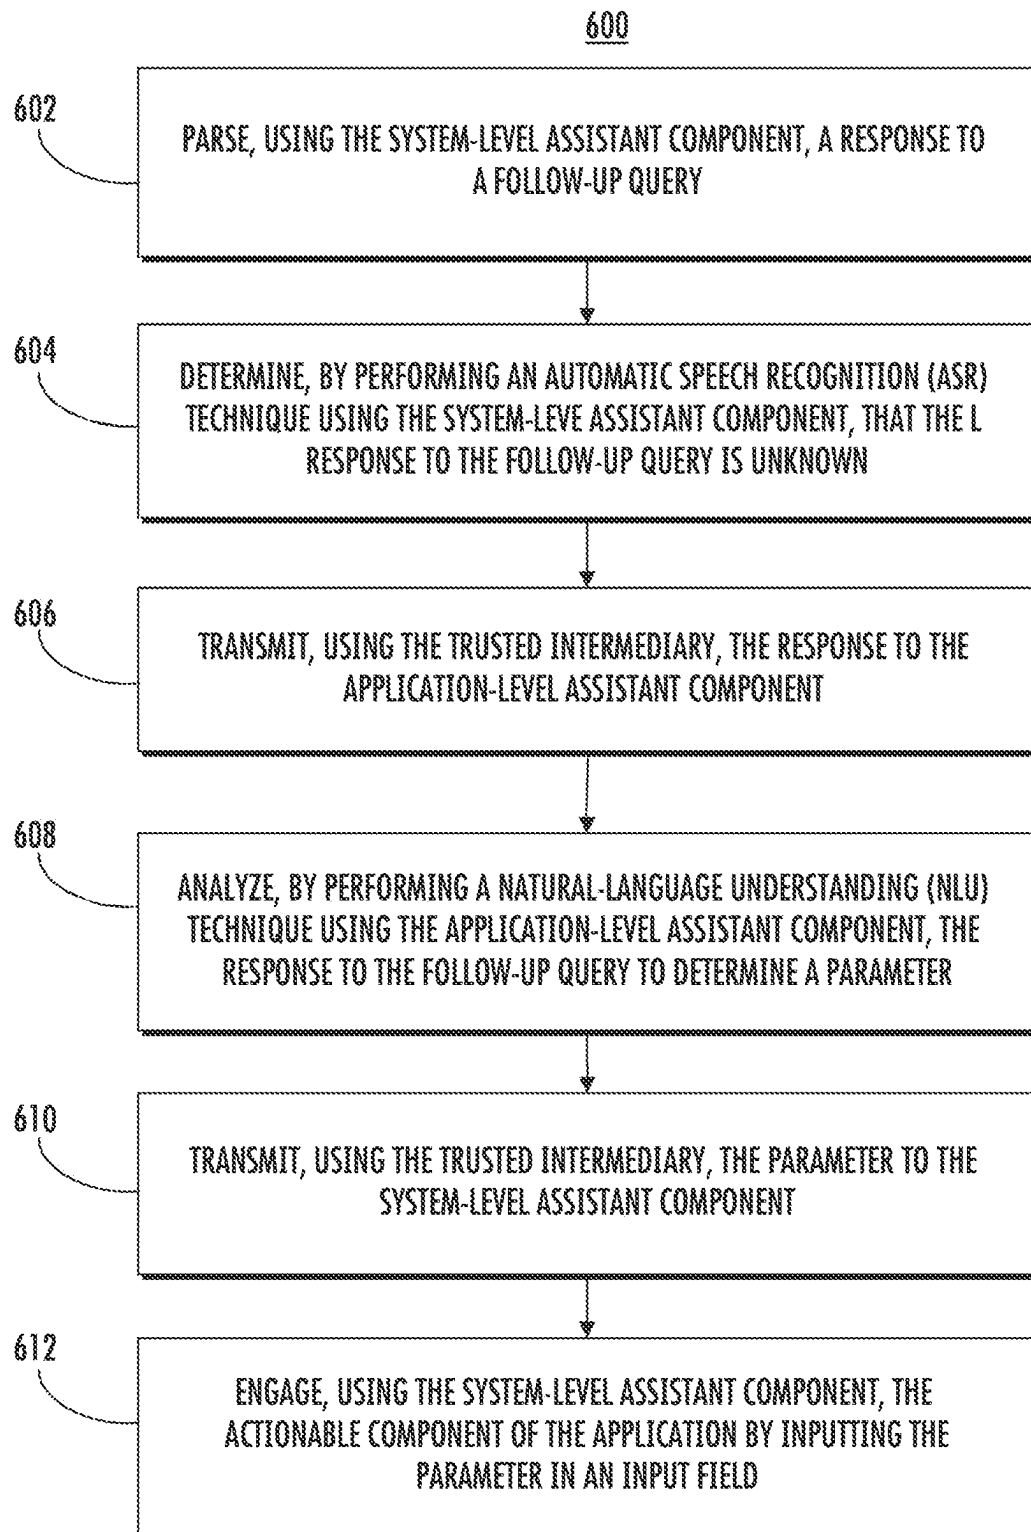 600
602
PARSE, USING THE SYSTEM-LEVEL ASSISTANT COMPONENT, A RESPONSE TO
A FOLLOW-UP QUERY
604
DETERMINE, BY PERFORMING AN AUTOMATIC SPEECH RECOGNITION (ASR)
TECHNIQUE USING THE SYSTEM-LEVE ASSISTANT COMPONENT, THAT THE L
RESPONSE TO THE FOLLOW-UP QUERY IS UNKNOWN
606
TRANSMIT, USING THE TRUSTED INTERMEDIARY, THE RESPONSE TO THE
APPLICATION-LEVEL ASSISTANT COMPONENT
608
ANALYZE, BY PERFORMING A NATURAL-LANGUAGE UNDERSTANDING (NLU)
TECHNIQUE USING THE APPLICATION-LEVEL ASSISTANT COMPONENT, THE
RESPONSE TO THE FOLLOW-UP QUERY TO DETERMINE A PARAMETER
610
TRANSMIT, USING THE TRUSTED INTERMEDIARY, THE PARAMETER TO THE
SYSTEM-LEVEL ASSISTANT COMPONENT
612
ENGAGE, USING THE SYSTEM-LEVEL ASSISTANT COMPONENT, THE
ACTIONABLE COMPONENT OF THE APPLICATION BY INPUTTING THE
PARAMETER IN AN INPUT FIELD